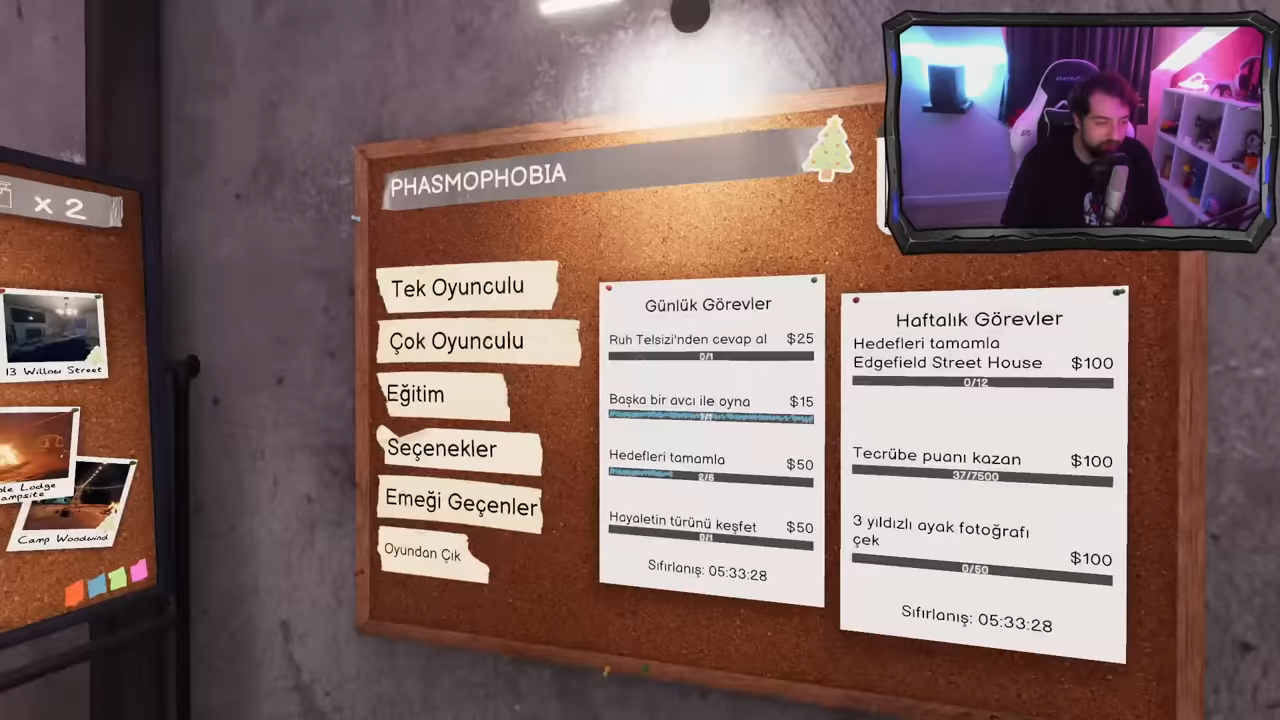 x 2
13 Willow Street
Camp Woodwind
PHASMOPHOBIA
Tek Oyunculu
Çok Oyunculu
Eğitim
Seçenekler
Emeği Geçenler
Oyundan Çık
Günlük Görevler
Ruh Telsizi'nden cevap al $25
0/1
Başka bir avcı ile oyna $15
1/1
Hedefleri tamamla $50
2/6
Hayaletin türünü keşfet $50
0/1
Sıfırlanış: 05:33:28
Haftalık Görevler
Hedefleri tamamla
Edgefield Street House $100
0/12
Tecrübe puanı kazan $100
37/7500
3 yıldızlı ayak fotoğrafı
çek $100
0/50
Sıfırlanış: 05:33:28